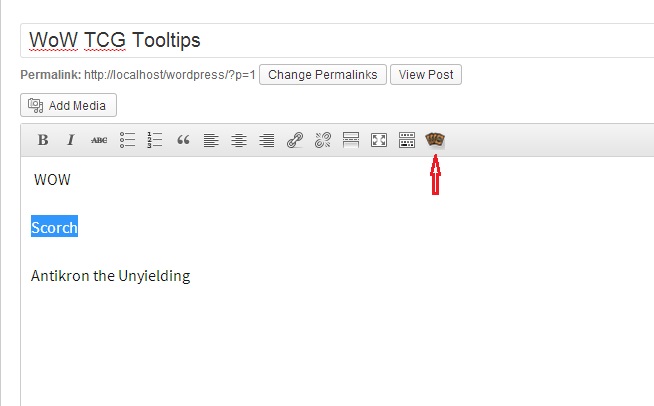 WoW TCG Tooltips
Permalink: http://localhost/wordpress/?p=1 Change Permalinks View Post
Add Media
B I ABC
WOW
Scorch
Antikron the Unyielding